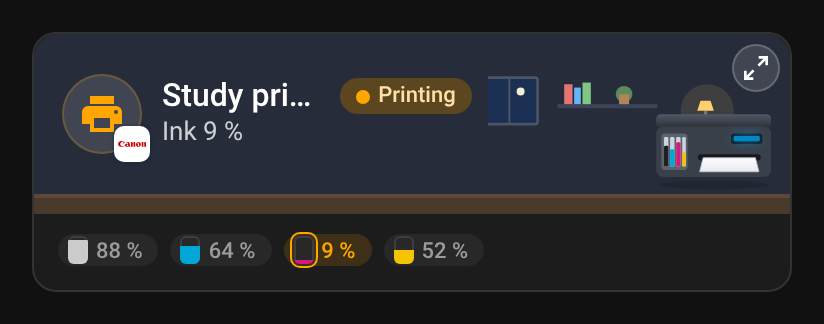 Study pri...
Printing
Ink 9 %
Canon
88 %
64 %
9 %
52 %